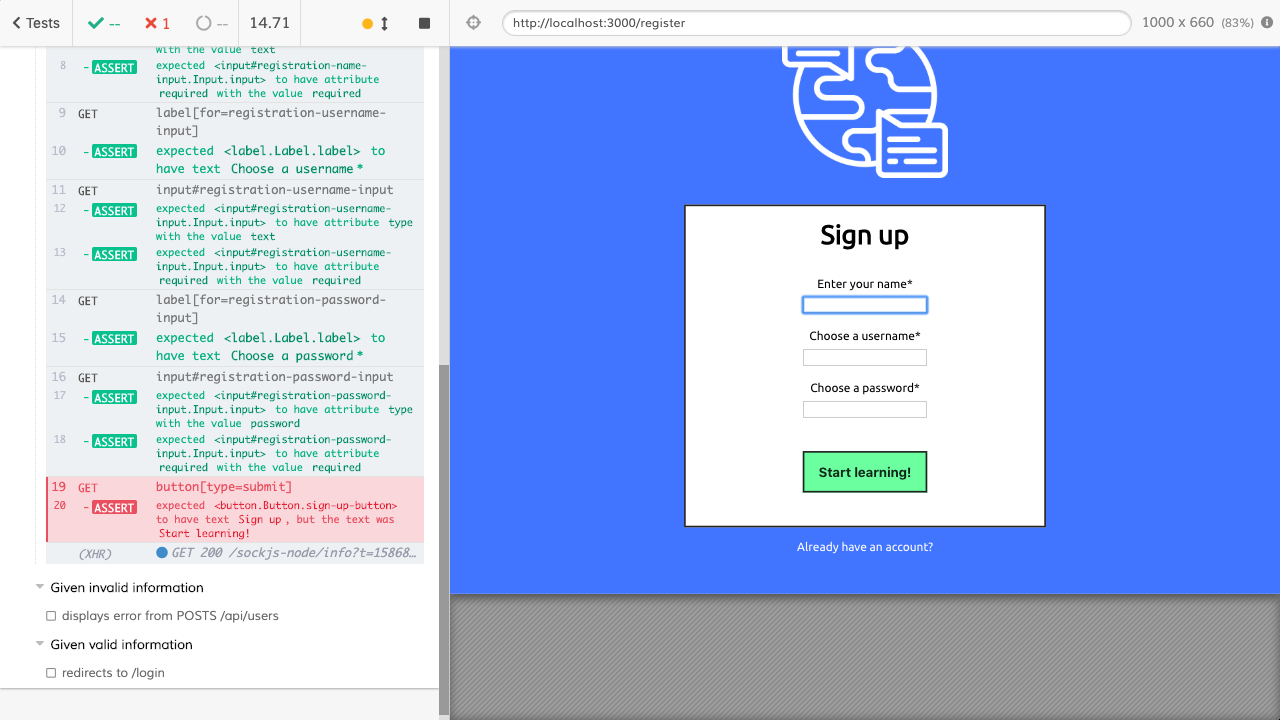 Tests
--
1
--
14.71
http://localhost:3000/register
1000 x 660 (83%)
with the value text
8 - ASSERT expected <input#registration-name-
input.Input.input> to have attribute
required with the value required
9 GET label[for=registration-username-
input]
10 - ASSERT expected <label.Label.label> to
have text Choose a username*
11 GET input#registration-username-input
12 - ASSERT expected <input#registration-username-
input.Input.input> to have attribute type
with the value text
13 - ASSERT expected <input#registration-username-
input.Input.input> to have attribute
required with the value required
14 GET label[for=registration-password-
input]
15 - ASSERT expected <label.Label.label> to
have text Choose a password*
16 GET input#registration-password-input
17 - ASSERT expected <input#registration-password-
input.Input.input> to have attribute type
with the value password
18 - ASSERT expected <input#registration-password-
input.Input.input> to have attribute
required with the value required
19 GET button[type=submit]
20 - ASSERT expected <button.Button.sign-up-button>
to have text Sign up, but the text was
Start learning!
(XHR) GET 200 /sockjs-node/info?t=15868…
Given invalid information
displays error from POSTS /api/users
Given valid information
redirects to /login
Sign up
Enter your name*
Choose a username*
Choose a password*
Start learning!
Already have an account?